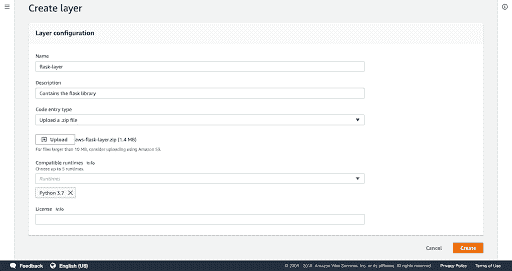 Create layer
Layer configuration
Name
flask-layer
Description
Contains the flask library
Code entry type
Upload a .zip file
Upload
aws-flask-layer.zip (1.4 MB)
For files larger than 10 MB, consider uploading using Amazon S3.
Compatible runtimes Info
Choose up to 5 runtimes.
Runtimes
Python 3.7
License Info
Cancel
Create
Feedback
English (US)
© 2008 - 2018, Amazon Web Services, Inc. or its affiliates. All rights reserved.
Privacy Policy
Terms of Use